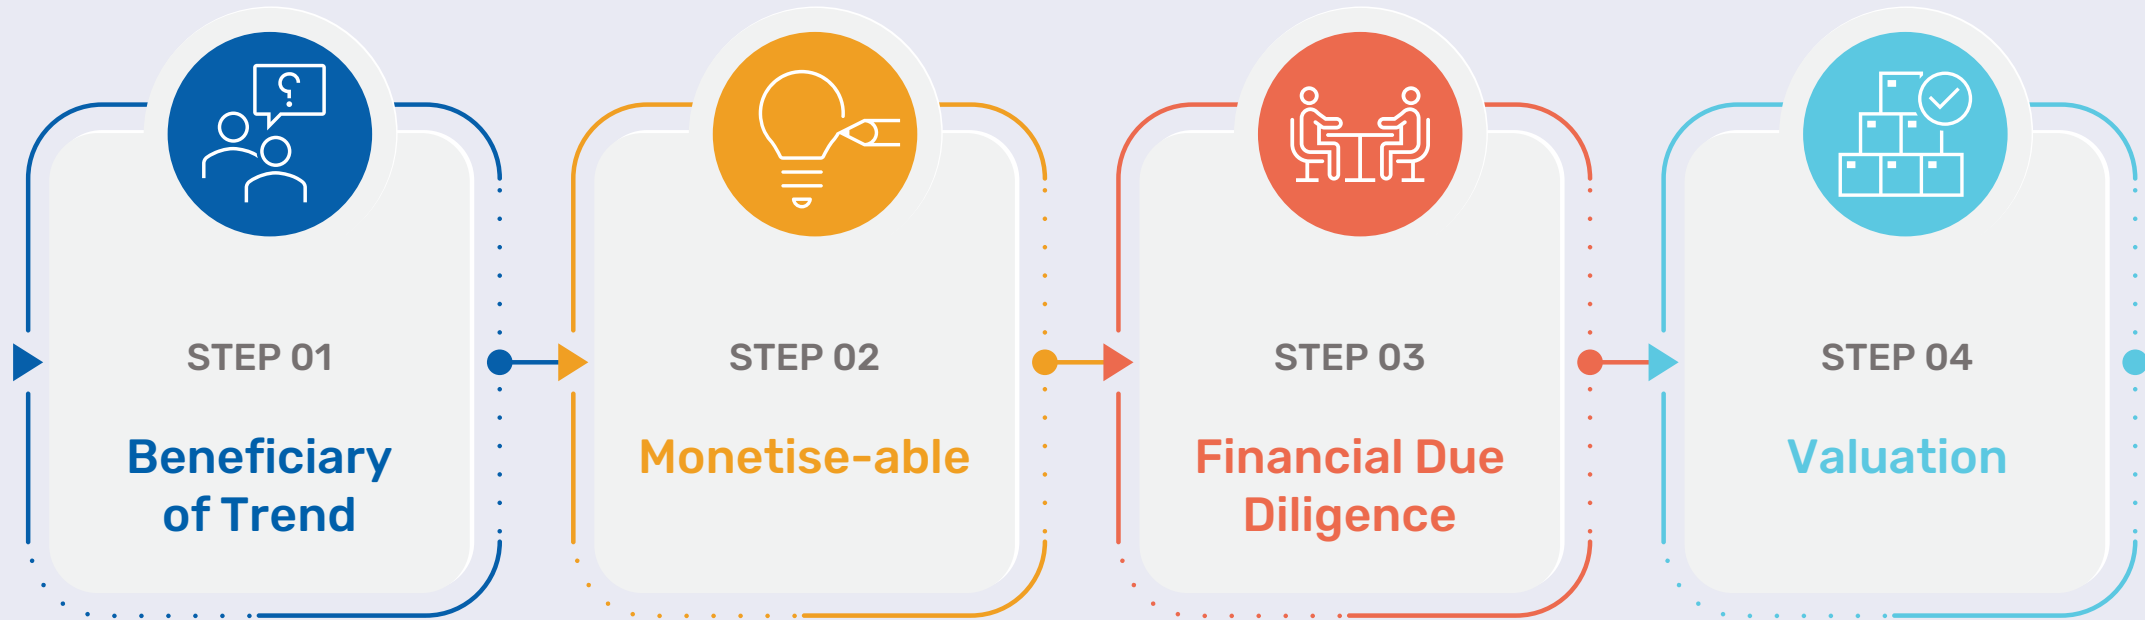 STEP 01
Beneficiary
of Trend
STEP 02
Monetise-able
STEP 03
Financial Due
Diligence
STEP 04
Valuation